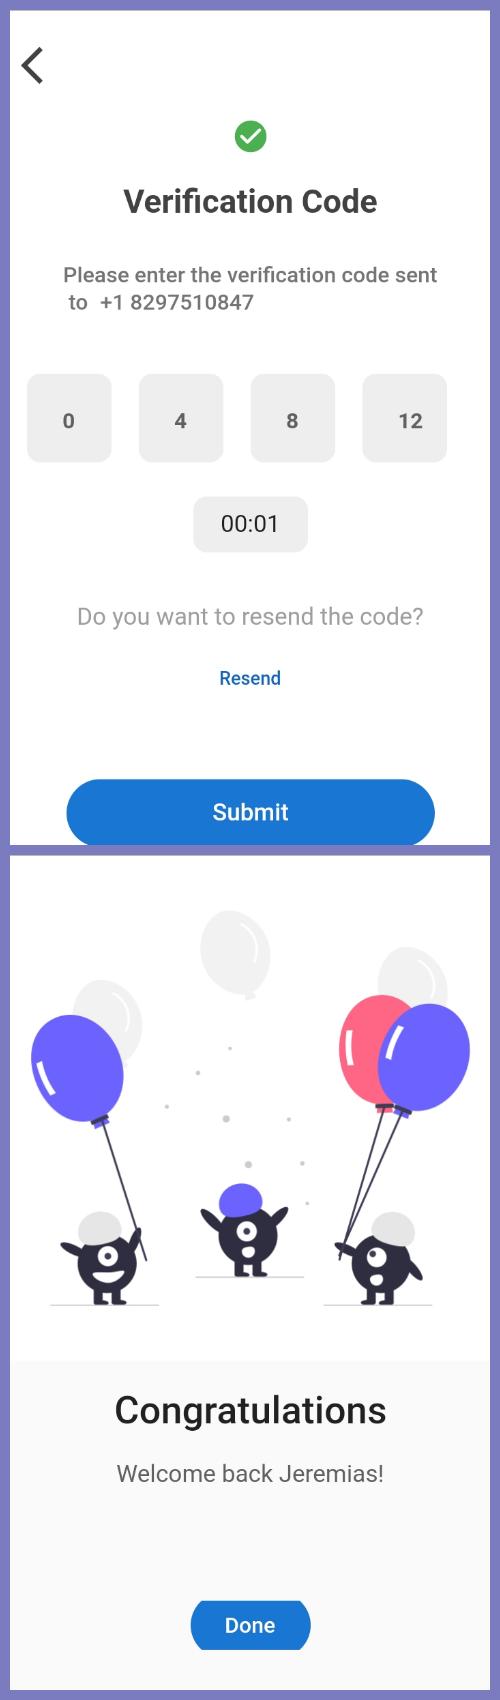 Verification Code
Please enter the verification code sent
to +1 8297510847
0 4 8 12
00:01
Do you want to resend the code?
Resend
Submit
Congratulations
Welcome back Jeremias!
Done